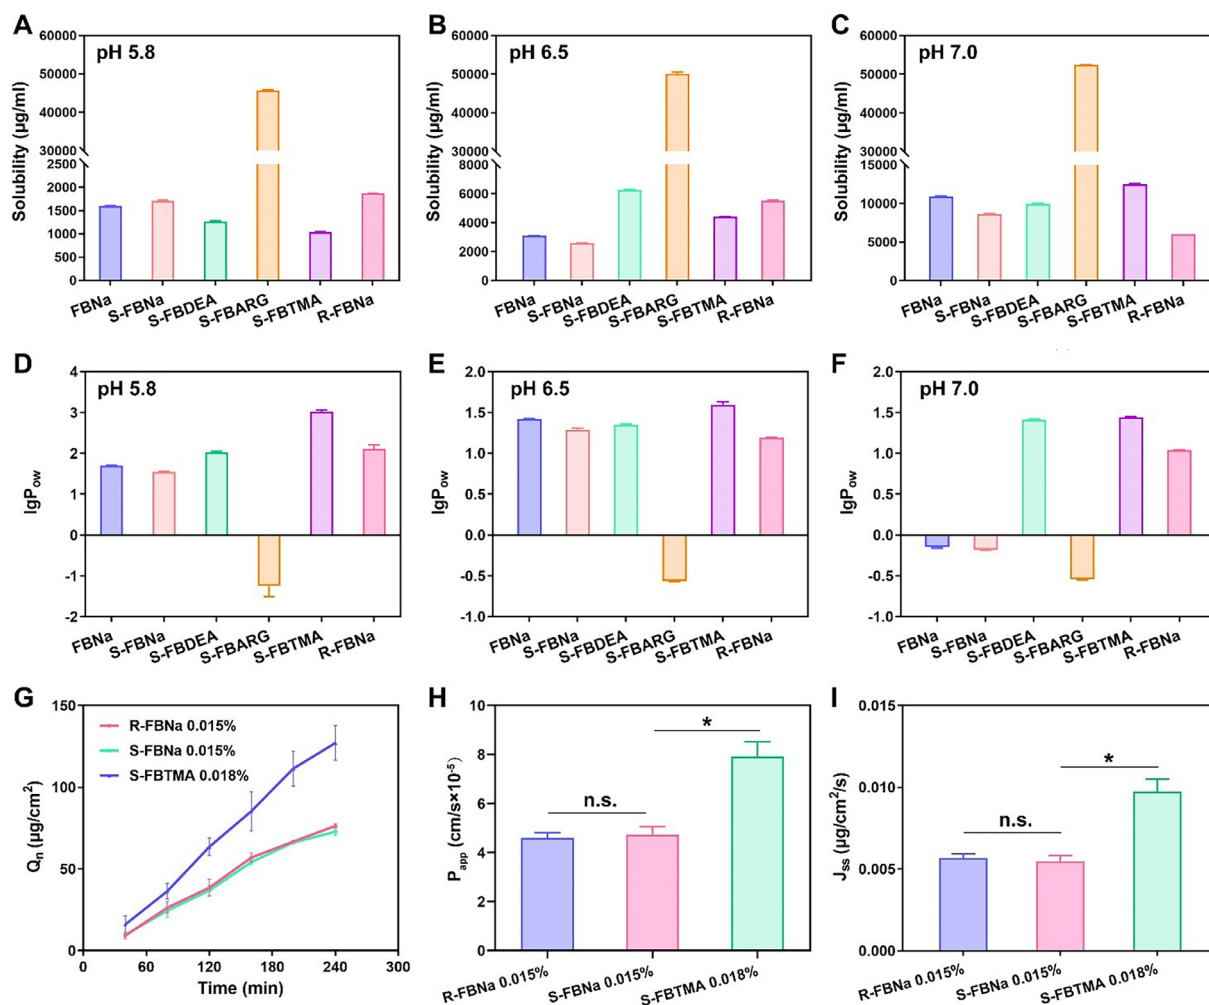 A
pH 5.8
Solubility (μg/ml)
60000
50000
40000
30000
2500
2000
1500
1000
500
0
FBNa
S-FBNa
S-FBDEA
S-FBARG
S-FBTMA
R-FBNa
B
pH 6.5
Solubility (μg/ml)
60000
50000
40000
30000
8000
6000
4000
2000
0
FBNa
S-FBNa
S-FBDEA
S-FBARG
S-FBTMA
R-FBNa
C
pH 7.0
Solubility (μg/ml)
60000
50000
40000
30000
15000
10000
5000
0
FBNa
S-FBNa
S-FBDEA
S-FBARG
S-FBTMA
R-FBNa
D
pH 5.8
lgPow
4
3
2
1
0
-1
-2
FBNa
S-FBNa
S-FBDEA
S-FBARG
S-FBTMA
R-FBNa
E
pH 6.5
lgPow
2.0
1.5
1.0
0.5
0.0
-0.5
-1.0
FBNa
S-FBNa
S-FBDEA
S-FBARG
S-FBTMA
R-FBNa
F
pH 7.0
lgPow
2.0
1.5
1.0
0.5
0.0
-0.5
-1.0
FBNa
S-FBNa
S-FBDEA
S-FBARG
S-FBTMA
R-FBNa
G
Qn (μg/cm²)
150
100
50
0
R-FBNa 0.015%
S-FBNa 0.015%
S-FBTMA 0.018%
0 60 120 180 240 300
Time (min)
H
Papp (cm/s×10⁻⁵)
10
8
6
4
2
0
n.s.
*
R-FBNa 0.015%
S-FBNa 0.015%
S-FBTMA 0.018%
I
Jss (μg/cm²/s)
0.015
0.010
0.005
0.000
n.s.
*
R-FBNa 0.015%
S-FBNa 0.015%
S-FBTMA 0.018%